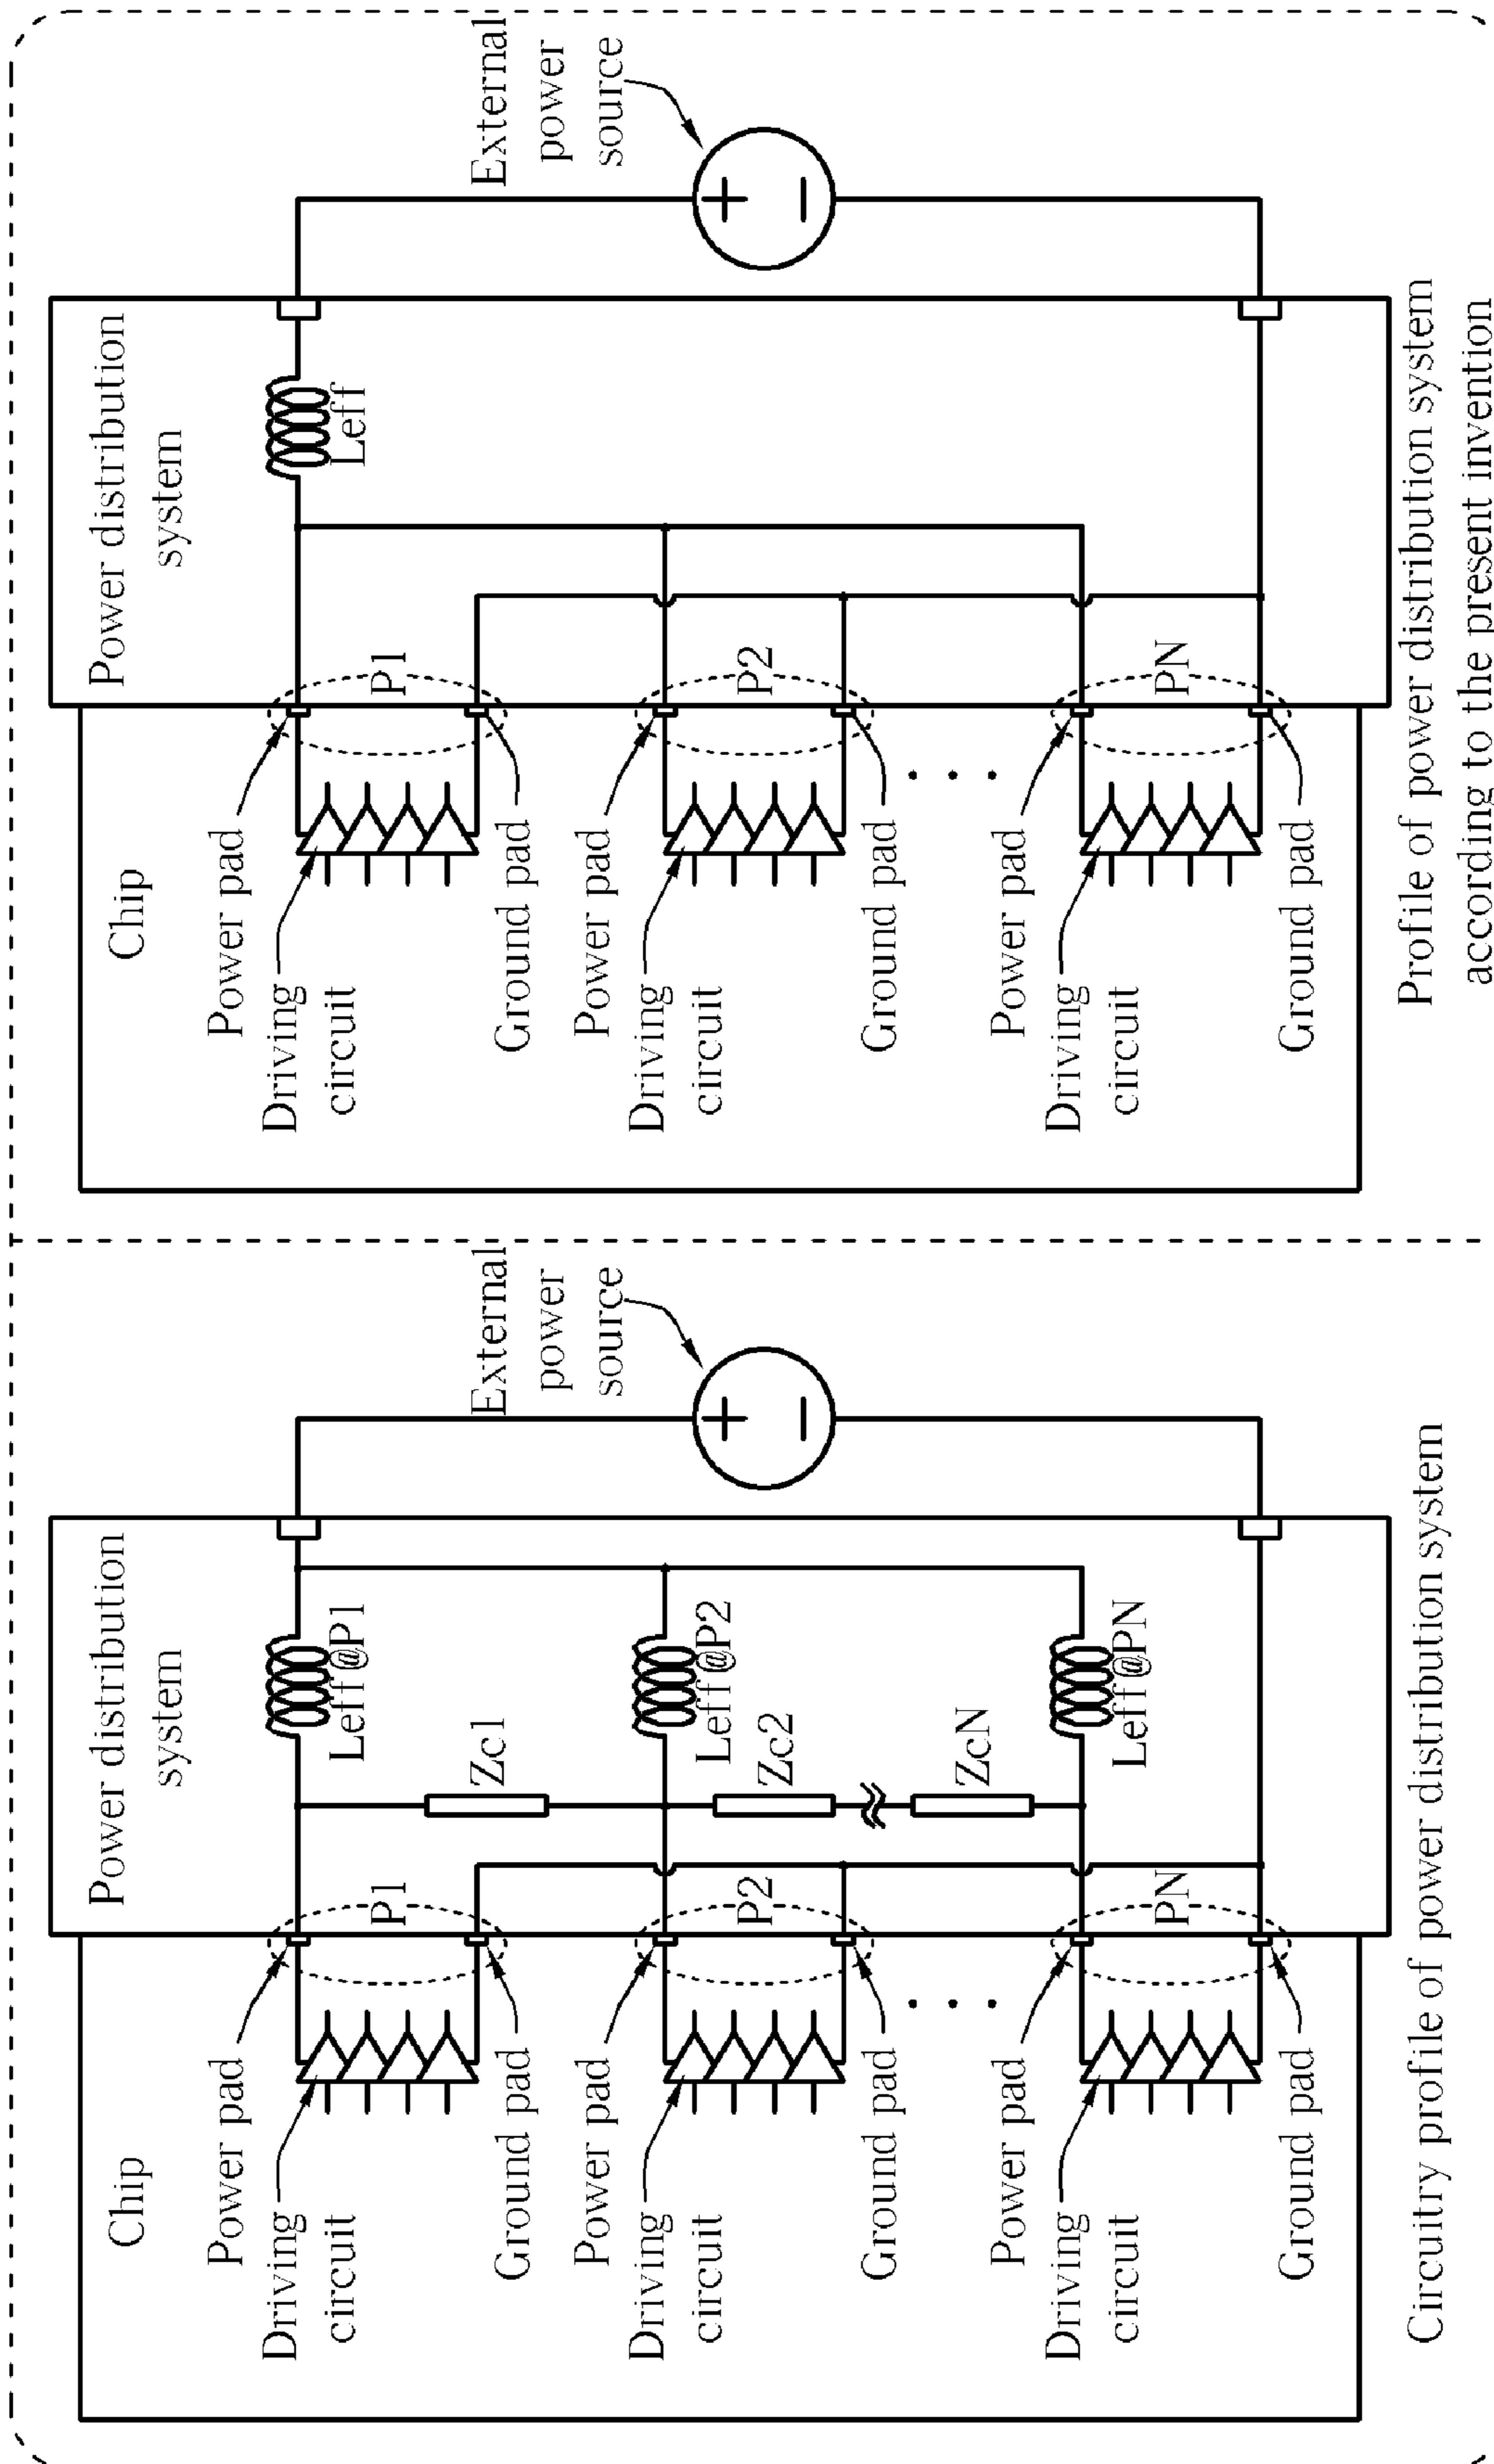 Chip
Power distribution
system
External
power
source
Power pad
Driving
circuit
Ground pad
P1
Leff@P1
Zc1
Power pad
Driving
circuit
Ground pad
P2
Leff@P2
Zc2
ZcN
Power pad
Driving
circuit
Ground pad
PN
Leff@PN
Circuitry profile of power distribution system
Chip
Power distribution
system
External
power
source
Power pad
Driving
circuit
Ground pad
P1
Leff
Power pad
Driving
circuit
Ground pad
P2
Power pad
Driving
circuit
Ground pad
PN
Profile of power distribution system
according to the present invention